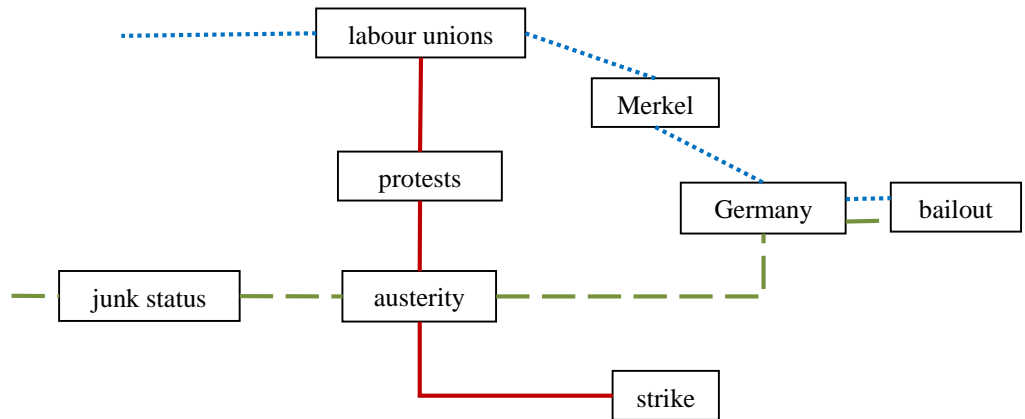 labour unions
Merkel
protests
Germany
bailout
junk status
austerity
strike